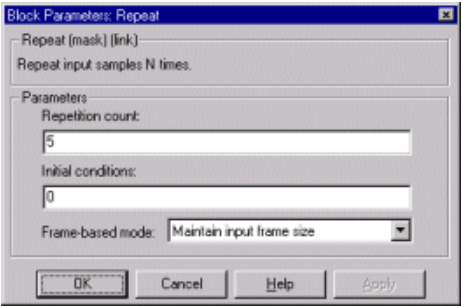 Block Parameters: Repeat
Repeat (mask) (link)
Repeat input samples N times.
Parameters
Repetition count:
5
Initial conditions:
0
Frame-based mode: Maintain input frame size
OK Cancel Help Apply